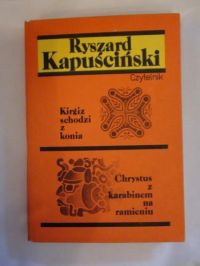 Ryszard
Kapuściński
Czytelnik
Kirgiz
schodzi
z
konia
Chrystus
z
karabinem
na
ramieniu